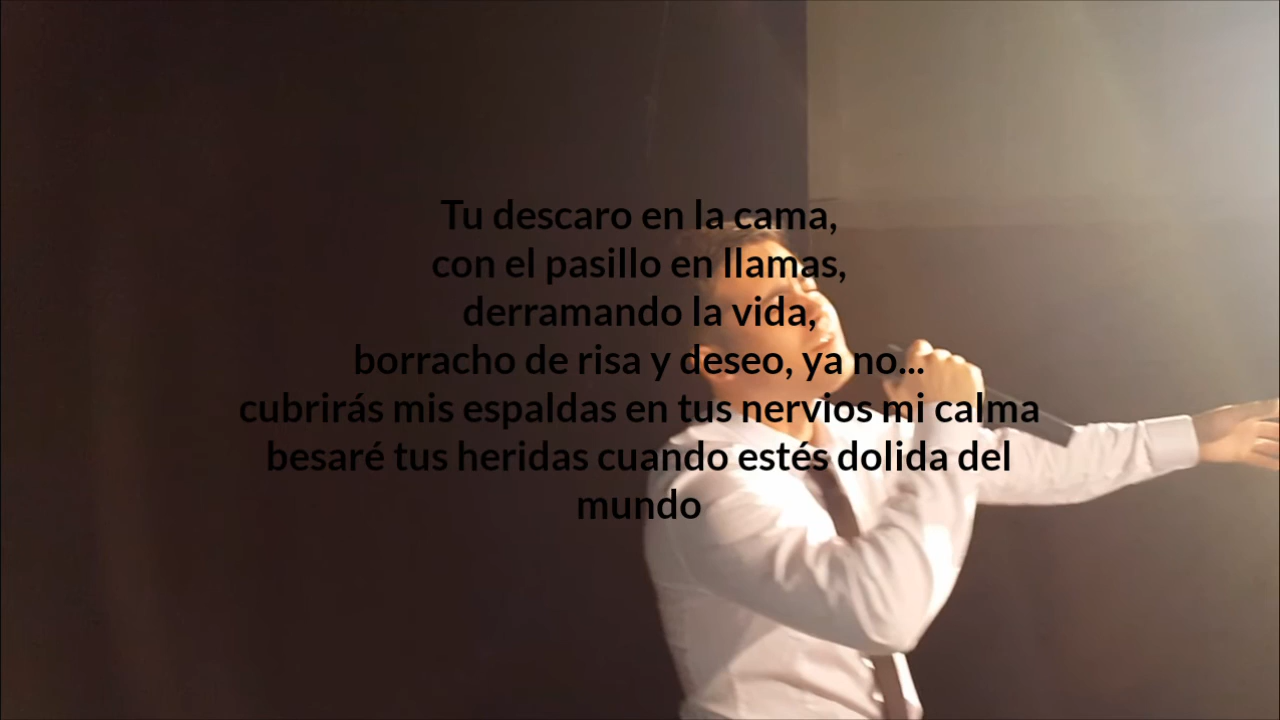 Tu descaro en la cama,
con el pasillo en llamas,
derramando la vida,
borracho de risa y deseo, ya no...
cubrirás mis espaldas en tus nervios mi calma
besaré tus heridas cuando estés dolida del
mundo